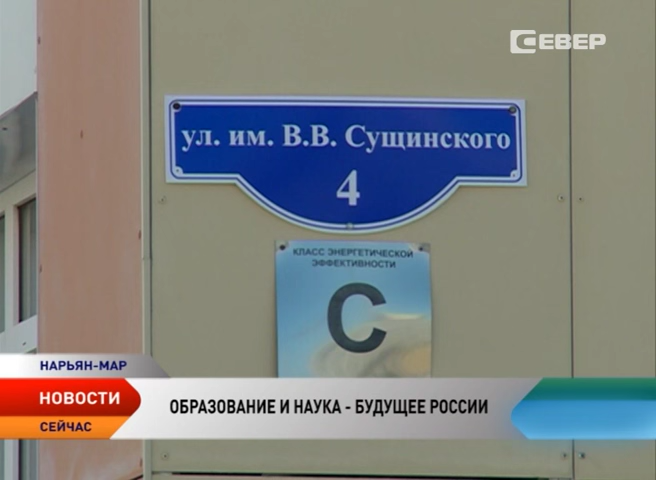 СЕВЕР
ул. им. В.В. Сущинского
4
КЛАСС ЭНЕРГЕТИЧЕСКОЙ
ЭФФЕКТИВНОСТИ
С
НАРЬЯН-МАР
НОВОСТИ
СЕЙЧАС
ОБРАЗОВАНИЕ И НАУКА - БУДУЩЕЕ РОССИИ